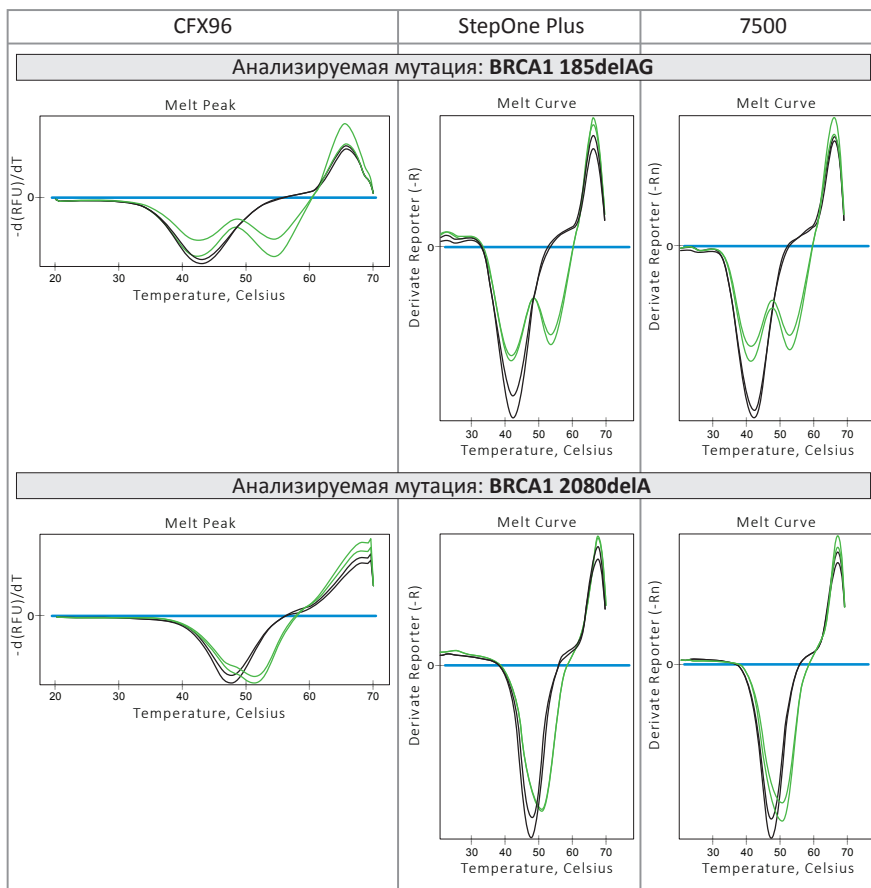 CFX96
StepOne Plus
7500
Анализируемая мутация: BRCA1 185delAG
Melt Peak
-d(RFU)/dT
0
20 30 40 50 60 70
Temperature, Celsius
Melt Curve
Derivate Reporter (-R)
0
30 40 50 60 70
Temperature, Celsius
Melt Curve
Derivate Reporter (-Rn)
0
30 40 50 60 70
Temperature, Celsius
Анализируемая мутация: BRCA1 2080delA
Melt Peak
-d(RFU)/dT
0
20 30 40 50 60 70
Temperature, Celsius
Melt Curve
Derivate Reporter (-R)
0
30 40 50 60 70
Temperature, Celsius
Melt Curve
Derivate Reporter (-Rn)
0
30 40 50 60 70
Temperature, Celsius